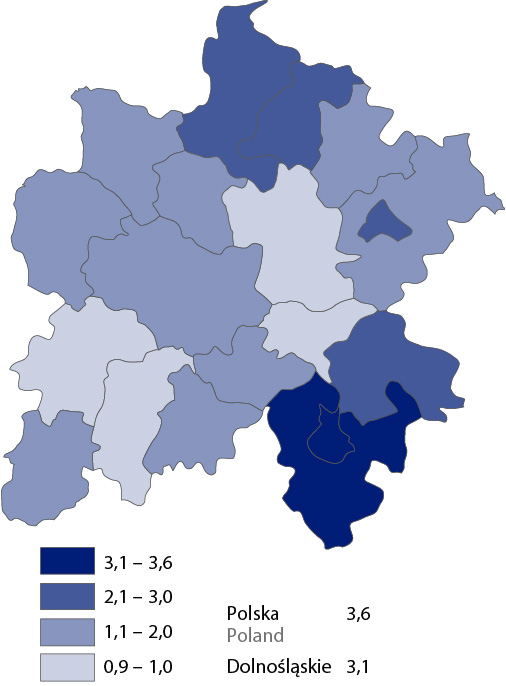 3,1 – 3,6
2,1 – 3,0
1,1 – 2,0
0,9 – 1,0
Polska 3,6
Poland
Dolnośląskie 3,1